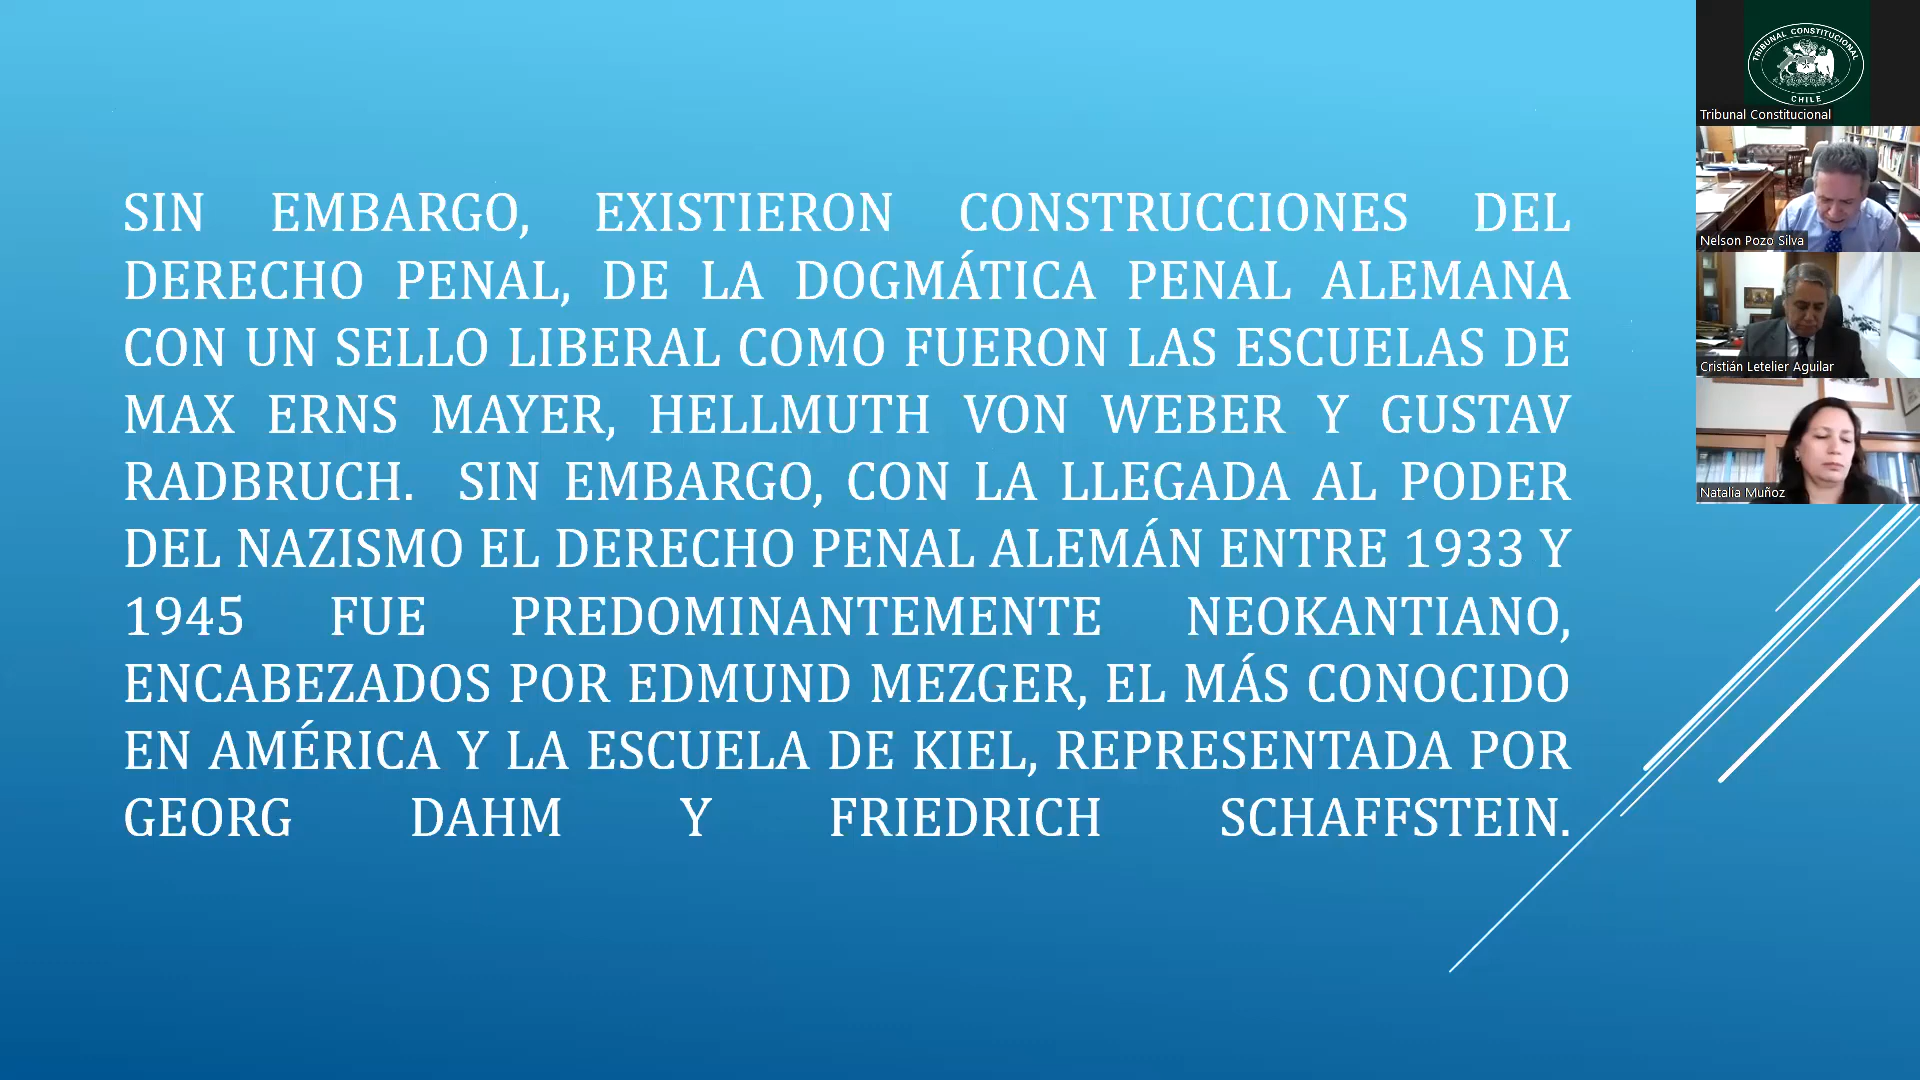 SIN EMBARGO, EXISTIERON CONSTRUCCIONES DEL
DERECHO PENAL, DE LA DOGMÁTICA PENAL ALEMANA
CON UN SELLO LIBERAL COMO FUERON LAS ESCUELAS DE
MAX ERNS MAYER, HELLMUTH VON WEBER Y GUSTAV
RADBRUCH. SIN EMBARGO, CON LA LLEGADA AL PODER
DEL NAZISMO EL DERECHO PENAL ALEMÁN ENTRE 1933 Y
1945 FUE PREDOMINANTEMENTE NEOKANTIANO,
ENCABEZADOS POR EDMUND MEZGER, EL MÁS CONOCIDO
EN AMÉRICA Y LA ESCUELA DE KIEL, REPRESENTADA POR
GEORG DAHM Y FRIEDRICH SCHAFFSTEIN.
TRIBUNAL CONSTITUCIONAL
CHILE
Tribunal Constitucional
Nelson Pozo Silva
Cristián Letelier Aguilar
Natalia Muñoz